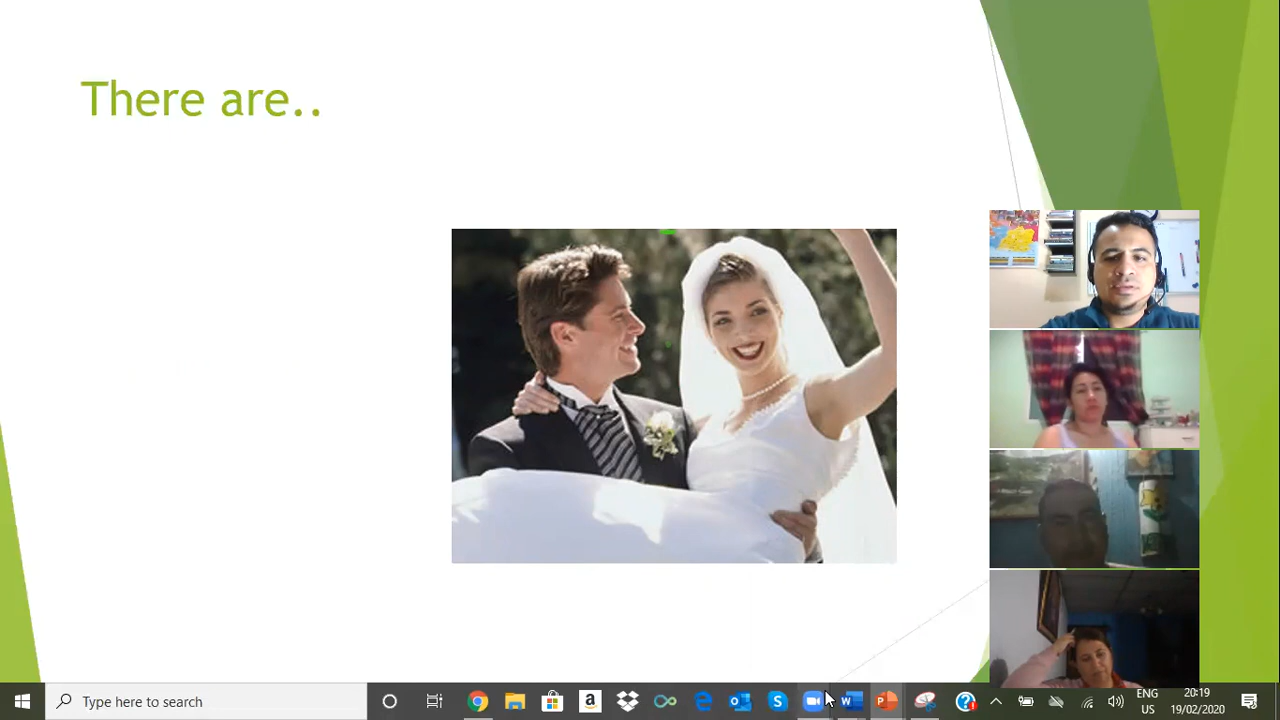 There are..
Type here to search
ENG
US
20:19
19/02/2020